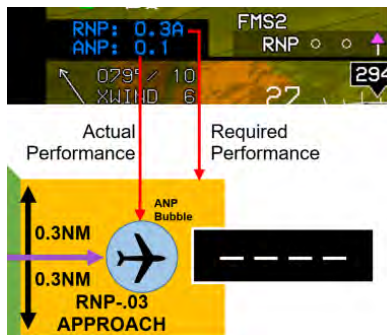 RNP: 0.3A
ANP: 0.1
FMS2
RNP
079°/ 10
XWIND 6
27
294
Actual
Performance
Required
Performance
ANP
Bubble
0.3NM
0.3NM
RNP-.03
APPROACH